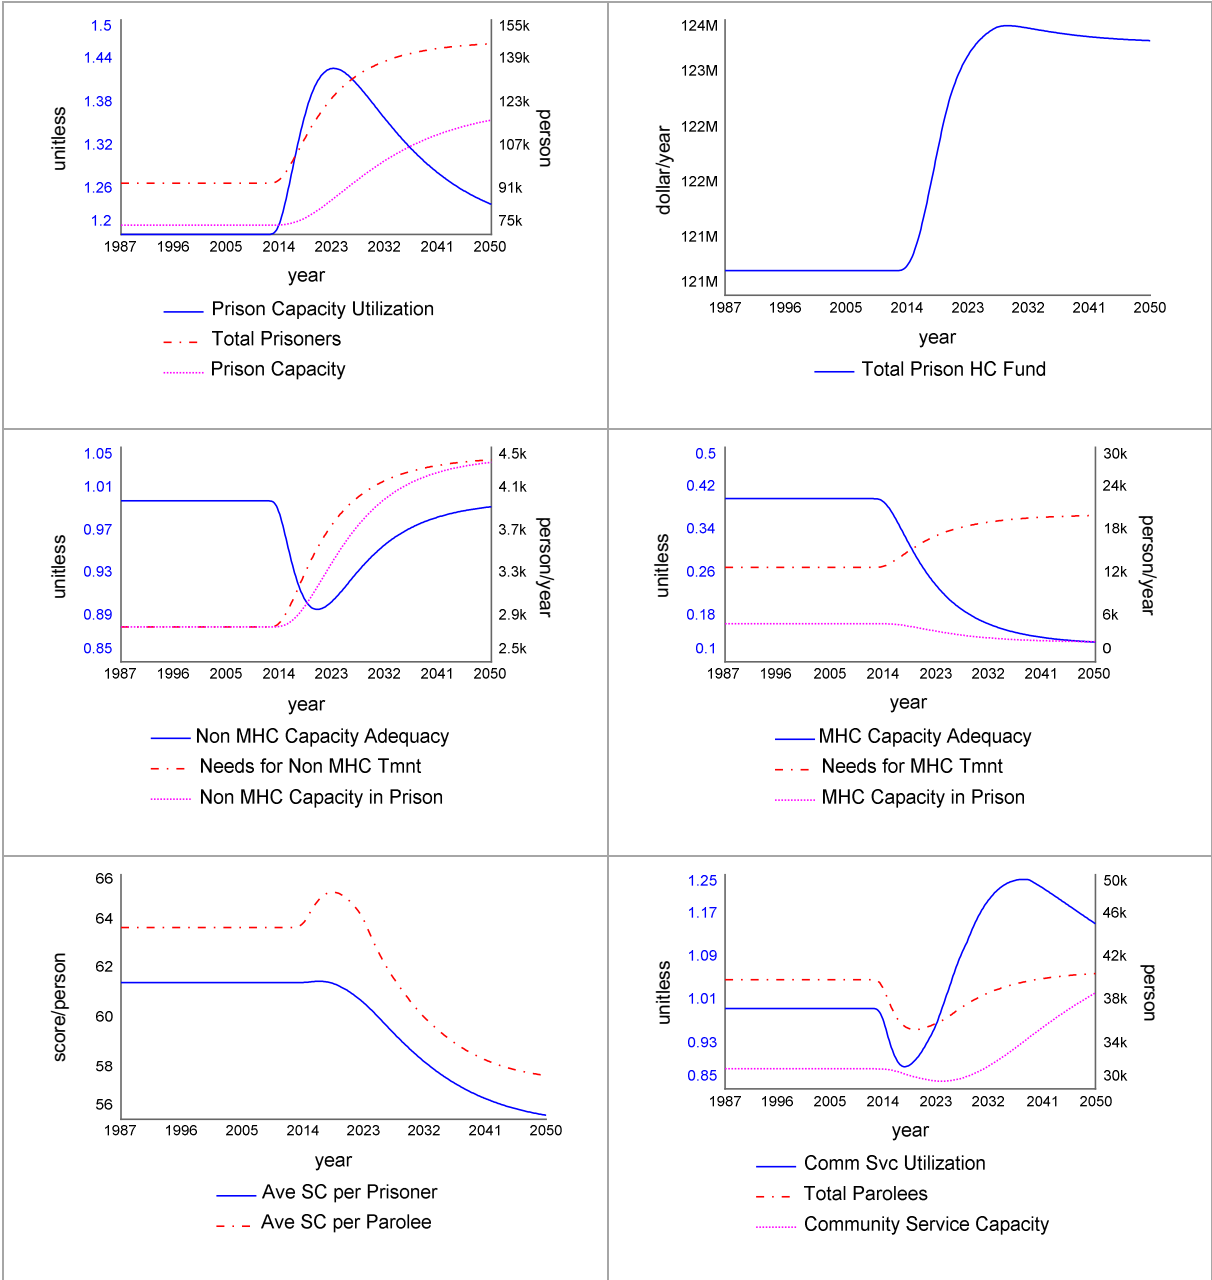 1.5
1.44
1.38
1.32
1.26
1.2
unitless
155k
139k
123k
107k
91k
75k
person
1987 1996 2005 2014 2023 2032 2041 2050
year
Prison Capacity Utilization
Total Prisoners
Prison Capacity
124M
123M
122M
122M
121M
121M
dollar/year
1987 1996 2005 2014 2023 2032 2041 2050
year
Total Prison HC Fund
1.05
1.01
0.97
0.93
0.89
0.85
unitless
4.5k
4.1k
3.7k
3.3k
2.9k
2.5k
person/year
1987 1996 2005 2014 2023 2032 2041 2050
year
Non MHC Capacity Adequacy
Needs for Non MHC Tmnt
Non MHC Capacity in Prison
0.5
0.42
0.34
0.26
0.18
0.1
unitless
30k
24k
18k
12k
6k
0
person/year
1987 1996 2005 2014 2023 2032 2041 2050
year
MHC Capacity Adequacy
Needs for MHC Tmnt
MHC Capacity in Prison
66
64
62
60
58
56
score/person
1987 1996 2005 2014 2023 2032 2041 2050
year
Ave SC per Prisoner
Ave SC per Parolee
1.25
1.17
1.09
1.01
0.93
0.85
unitless
50k
46k
42k
38k
34k
30k
person
1987 1996 2005 2014 2023 2032 2041 2050
year
Comm Svc Utilization
Total Parolees
Community Service Capacity